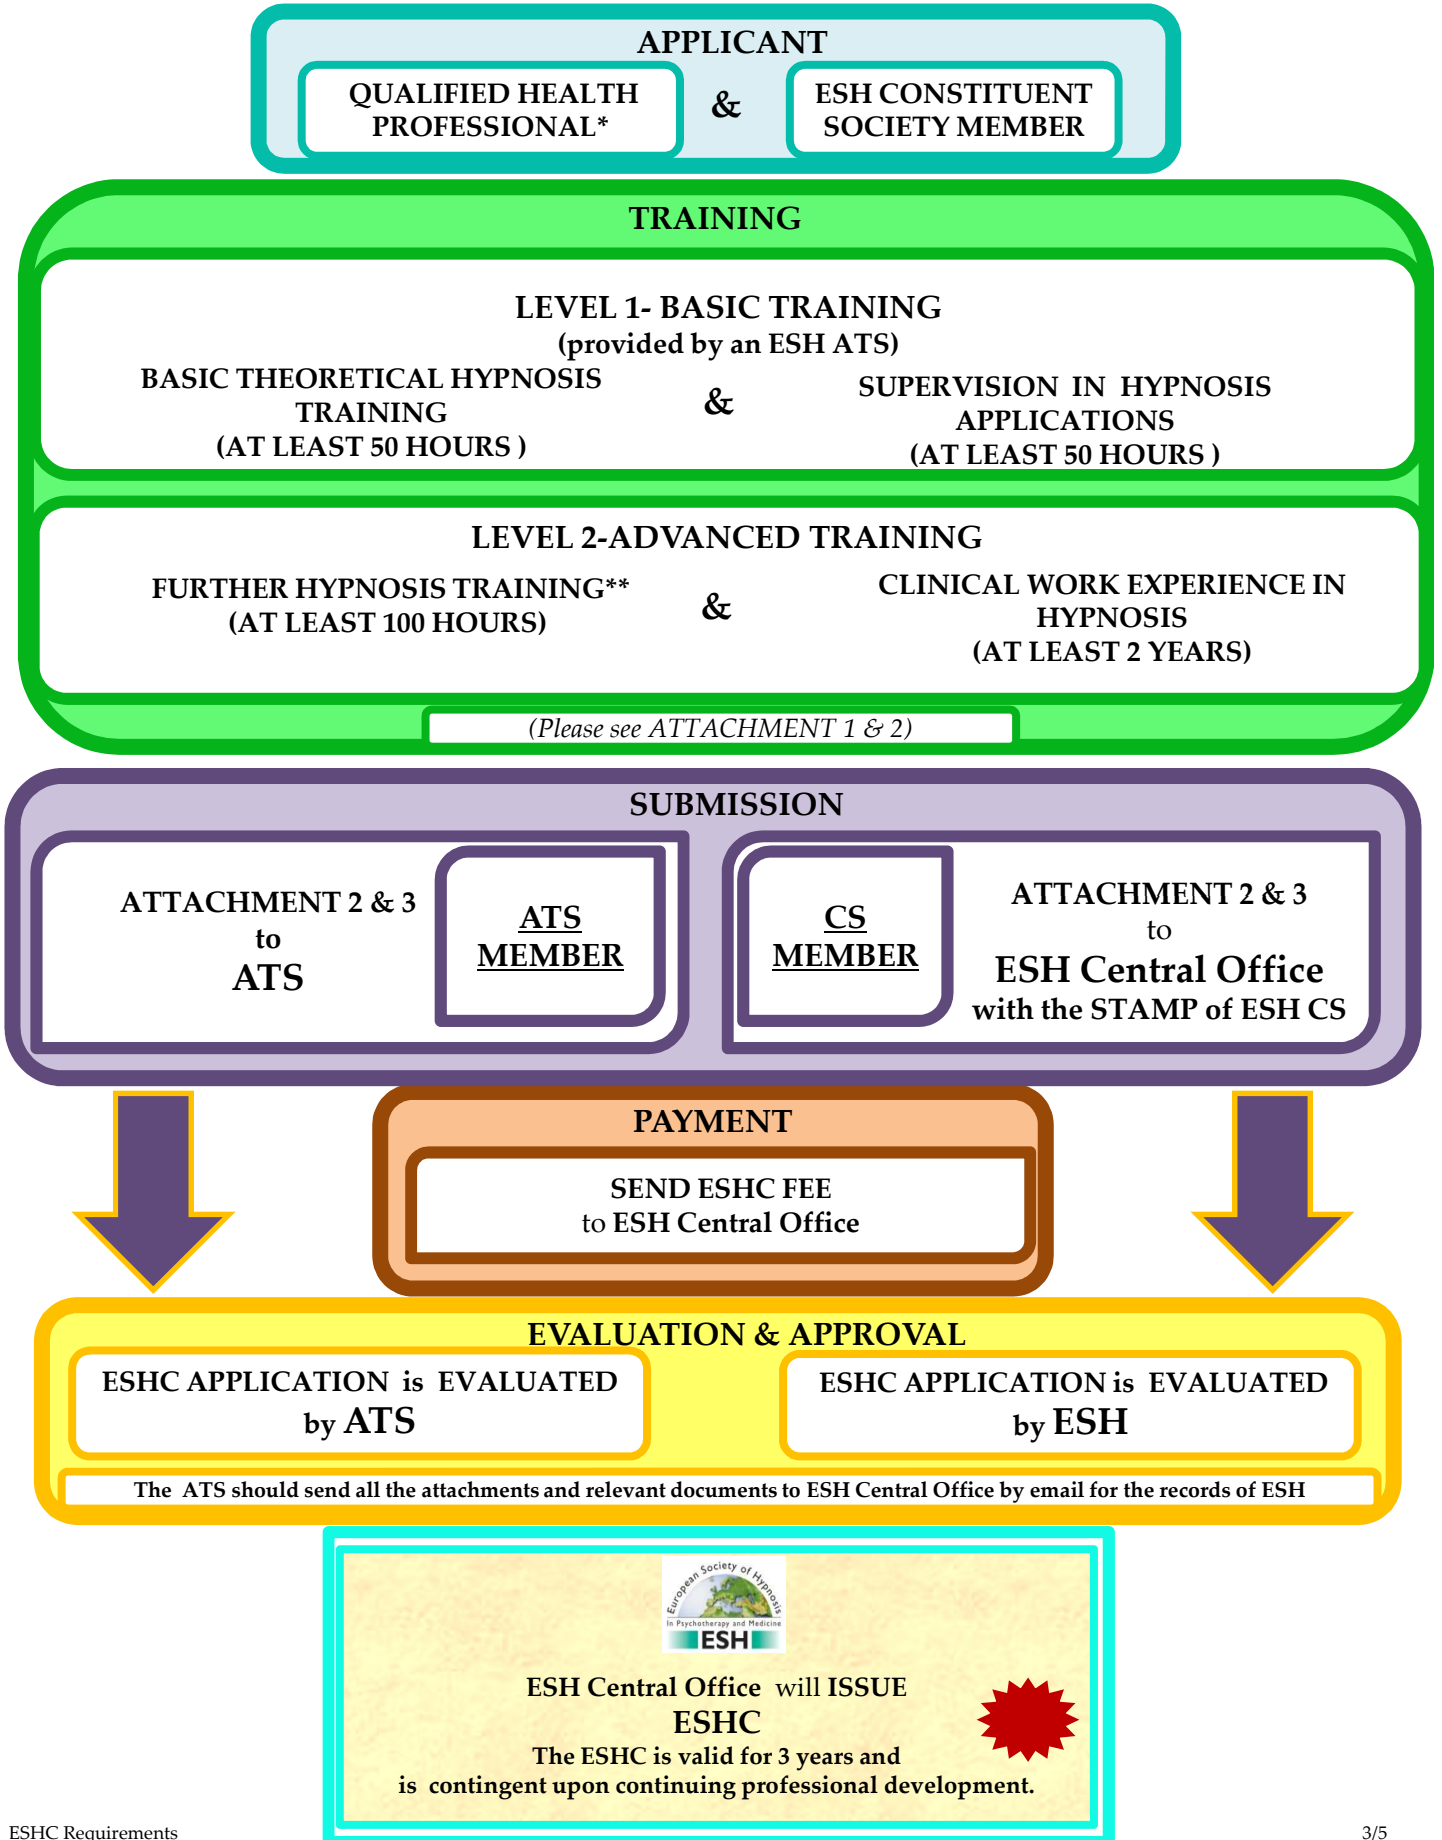 APPLICANT
QUALIFIED HEALTH
PROFESSIONAL*
&
ESH CONSTITUENT
SOCIETY MEMBER
TRAINING
LEVEL 1- BASIC TRAINING
(provided by an ESH ATS)
BASIC THEORETICAL HYPNOSIS
TRAINING
(AT LEAST 50 HOURS )
&
SUPERVISION IN HYPNOSIS
APPLICATIONS
(AT LEAST 50 HOURS )
LEVEL 2-ADVANCED TRAINING
FURTHER HYPNOSIS TRAINING**
(AT LEAST 100 HOURS)
&
CLINICAL WORK EXPERIENCE IN
HYPNOSIS
(AT LEAST 2 YEARS)
(Please see ATTACHMENT 1 & 2)
SUBMISSION
ATTACHMENT 2 & 3
to
ATS
ATS
MEMBER
CS
MEMBER
ATTACHMENT 2 & 3
to
ESH Central Office
with the STAMP of ESH CS
PAYMENT
SEND ESHC FEE
to ESH Central Office
EVALUATION & APPROVAL
ESHC APPLICATION is EVALUATED
by ATS
ESHC APPLICATION is EVALUATED
by ESH
The ATS should send all the attachments and relevant documents to ESH Central Office by email for the records of ESH
European Society of Hypnosis
In Psychotherapy and Medicine
ESH
ESH Central Office will ISSUE
ESHC
The ESHC is valid for 3 years and
is contingent upon continuing professional development.
ESHC Requirements
3/5